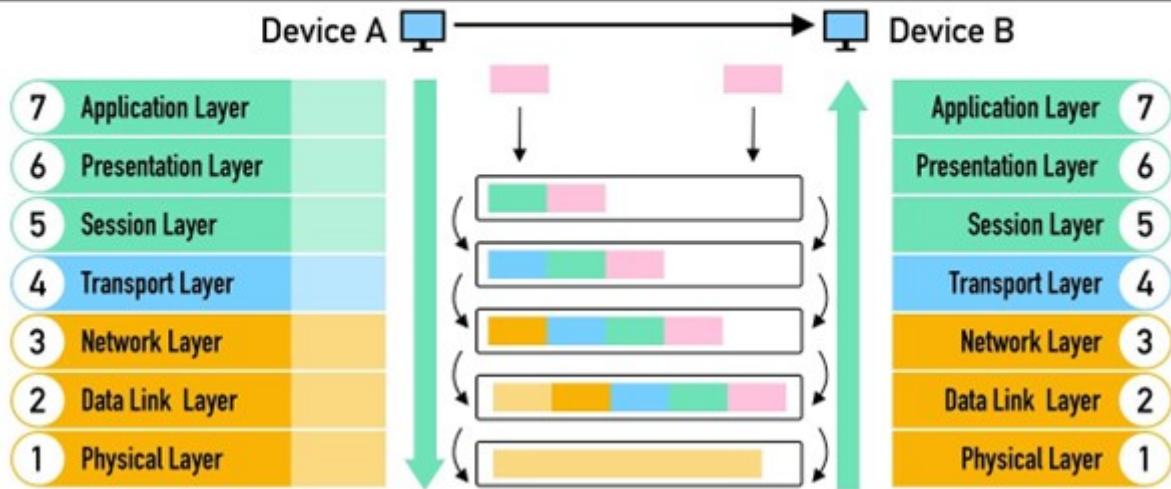 Device A
Device B
7 Application Layer
6 Presentation Layer
5 Session Layer
4 Transport Layer
3 Network Layer
2 Data Link Layer
1 Physical Layer
Application Layer 7
Presentation Layer 6
Session Layer 5
Transport Layer 4
Network Layer 3
Data Link Layer 2
Physical Layer 1